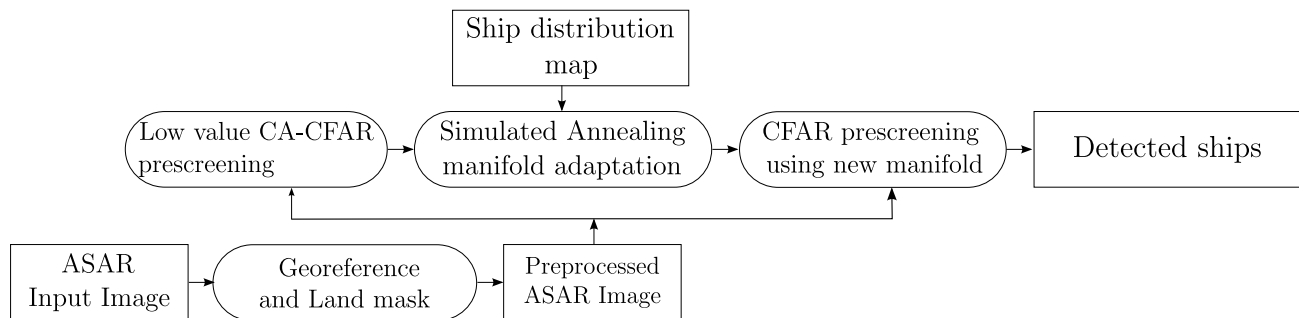 Ship distribution
map
Low value CA-CFAR
prescreening
Simulated Annealing
manifold adaptation
CFAR prescreening
using new manifold
Detected ships
ASAR
Input Image
Georeference
and Land mask
Preprocessed
ASAR Image